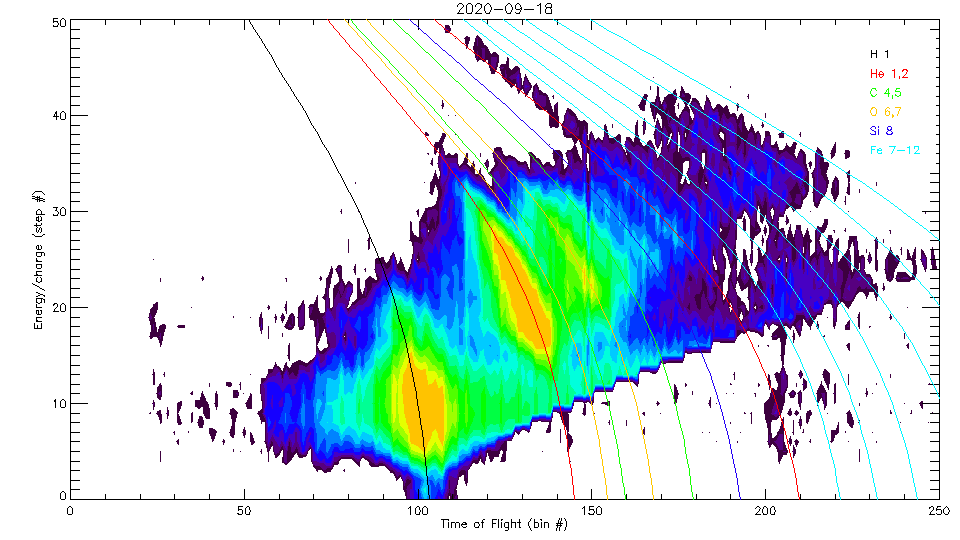 2020-09-18
50
40
30
20
10
0
Energy/charge (step #)
H 1
He 1,2
C 4,5
O 6,7
Si 8
Fe 7-12
0
50
100
150
200
250
Time of Flight (bin #)